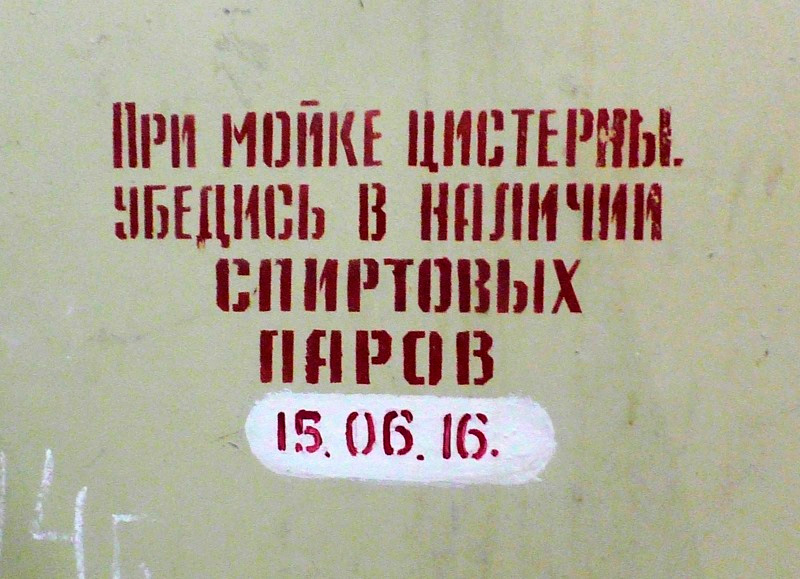 При мойке цистерны.
убедись в наличии
спиртовых
паров
15.06.16.